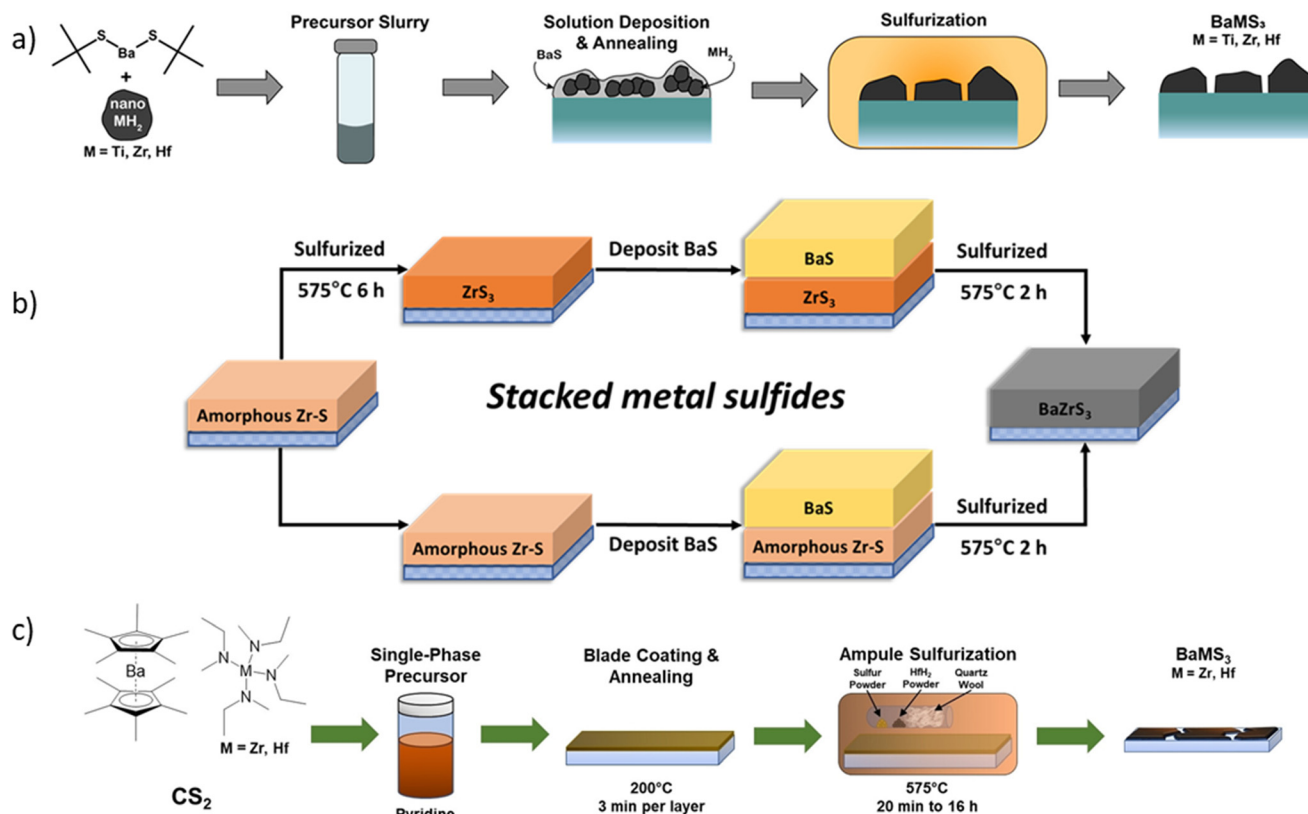 a)
S
S
Ba
+
nano
MH₂
M = Ti, Zr, Hf
Precursor Slurry
Solution Deposition
& Annealing
BaS
MH₂
Sulfurization
BaMS₃
M = Ti, Zr, Hf
b)
Sulfurized
575°C 6 h
ZrS₃
Deposit BaS
BaS
ZrS₃
Sulfurized
575°C 2 h
Amorphous Zr-S
Stacked metal sulfides
BaZrS₃
Amorphous Zr-S
Deposit BaS
BaS
Amorphous Zr-S
Sulfurized
575°C 2 h
c)
Ba
N
N
M
N
N
M = Zr, Hf
CS₂
Single-Phase
Precursor
Pyridine
Blade Coating &
Annealing
200°C
3 min per layer
Ampule Sulfurization
Sulfur
Powder
HfH₂
Powder
Quartz
Wool
575°C
20 min to 16 h
BaMS₃
M = Zr, Hf